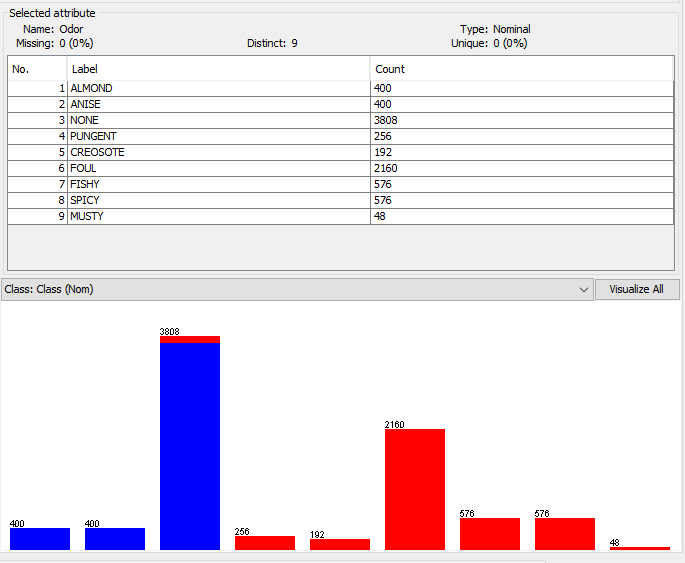 Selected attribute
Name: Odor Type: Nominal
Missing: 0 (0%) Distinct: 9 Unique: 0 (0%)
No. Label Count
1 ALMOND 400
2 ANISE 400
3 NONE 3808
4 PUNGENT 256
5 CREOSOTE 192
6 FOUL 2160
7 FISHY 576
8 SPICY 576
9 MUSTY 48
Class: Class (Nom) Visualize All
3808
2160
400 400 256 192 576 576 48